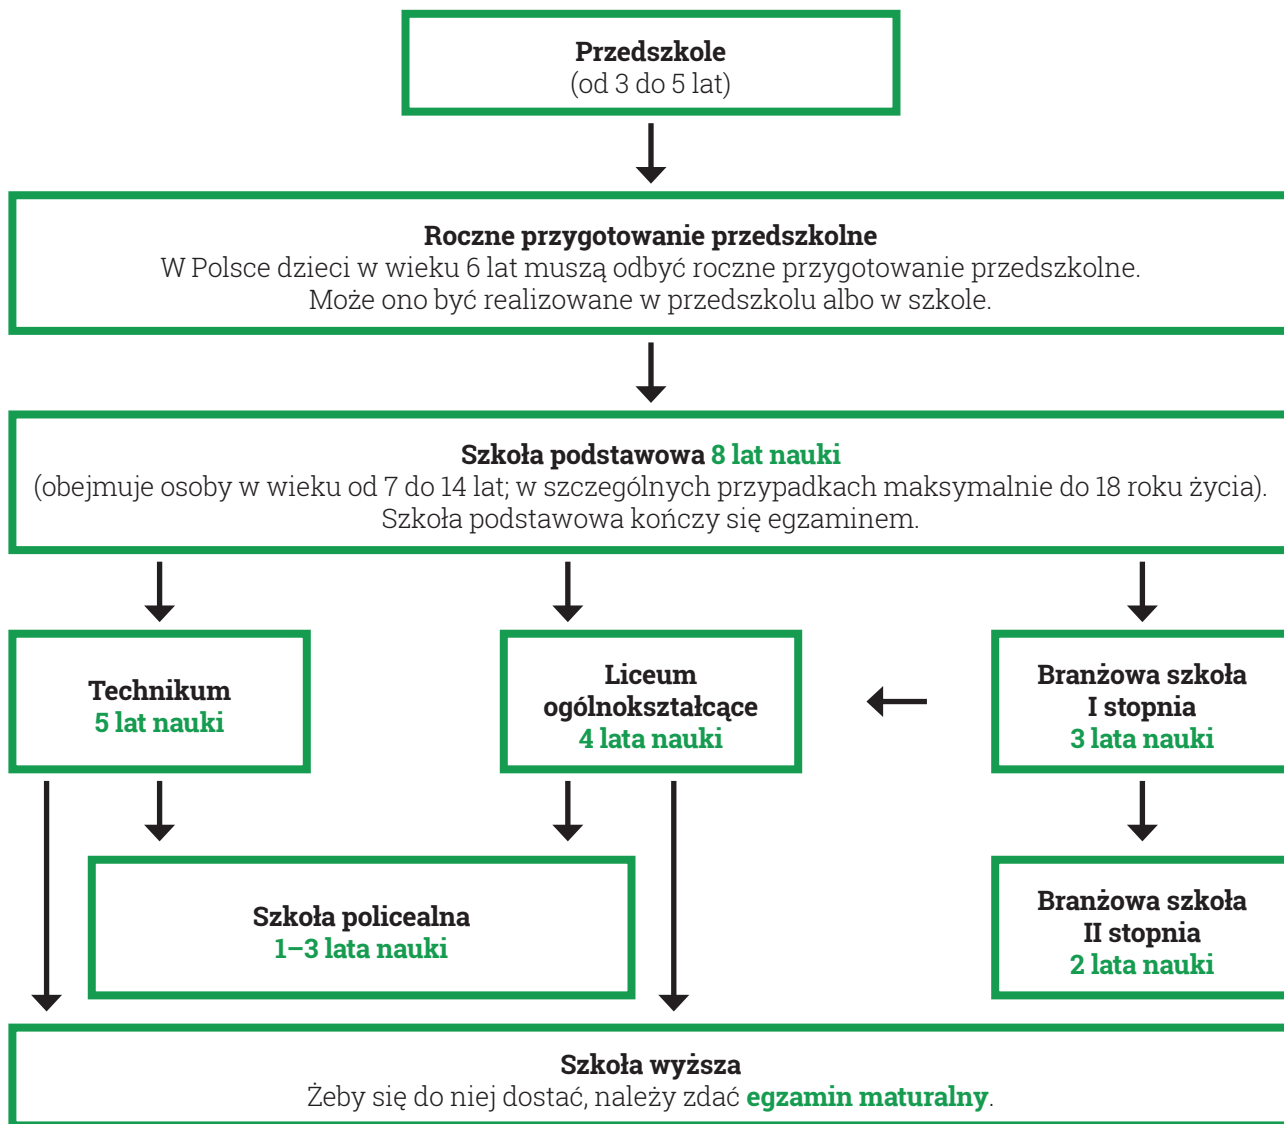 Przedszkole
(od 3 do 5 lat)
Roczne przygotowanie przedszkolne
W Polsce dzieci w wieku 6 lat muszą odbyć roczne przygotowanie przedszkolne.
Może ono być realizowane w przedszkolu albo w szkole.
Szkoła podstawowa 8 lat nauki
(obejmuje osoby w wieku od 7 do 14 lat; w szczególnych przypadkach maksymalnie do 18 roku życia).
Szkoła podstawowa kończy się egzaminem.
Technikum
5 lat nauki
Liceum
ogólnokształcące
4 lata nauki
Branżowa szkoła
I stopnia
3 lata nauki
Szkoła policealna
1–3 lata nauki
Branżowa szkoła
II stopnia
2 lata nauki
Szkoła wyższa
Żeby się do niej dostać, należy zdać egzamin maturalny.